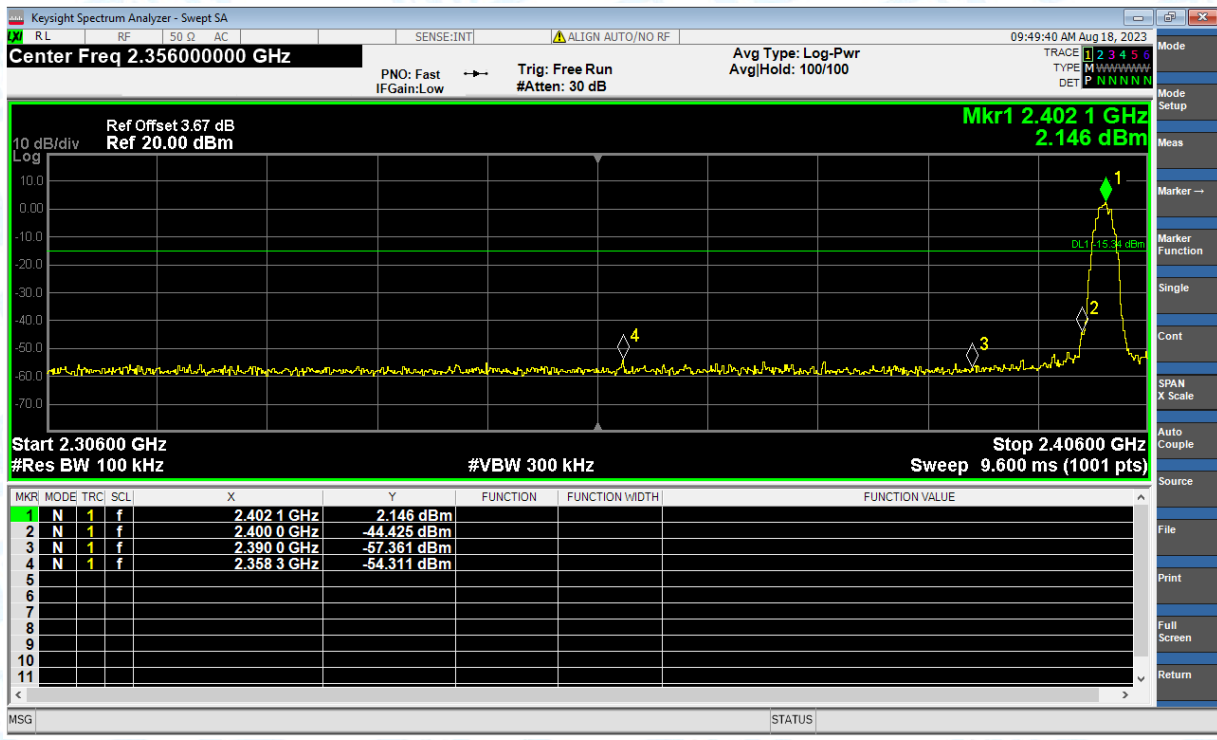 Keysight Spectrum Analyzer - Swept SA
LXI RL RF 50 Ω AC SENSE:INT ALIGN AUTO/NO RF 09:49:40 AM Aug 18, 2023
Center Freq 2.356000000 GHz
PNO: Fast
IFGain:Low
Trig: Free Run
#Atten: 30 dB
Avg Type: Log-Pwr
Avg|Hold: 100/100
TRACE 1 2 3 4 5 6
TYPE M W W W W W
DET P N N N N N
Ref Offset 3.67 dB
10 dB/div Ref 20.00 dBm
Log
Mkr1 2.402 1 GHz
2.146 dBm
10.0
0.00
-10.0
-20.0
-30.0
-40.0
-50.0
-60.0
-70.0
1
DL1 -15.34 dBm
2
3
4
Start 2.30600 GHz Stop 2.40600 GHz
#Res BW 100 kHz #VBW 300 kHz Sweep 9.600 ms (1001 pts)
MKR MODE TRC SCL X Y FUNCTION FUNCTION WIDTH FUNCTION VALUE
1 N 1 f 2.402 1 GHz 2.146 dBm
2 N 1 f 2.400 0 GHz -44.425 dBm
3 N 1 f 2.390 0 GHz -57.361 dBm
4 N 1 f 2.358 3 GHz -54.311 dBm
5
6
7
8
9
10
11
MSG STATUS
Mode
Mode
Setup
Meas
Marker →
Marker
Function
Single
Cont
SPAN
X Scale
Auto
Couple
Source
File
Print
Full
Screen
Return